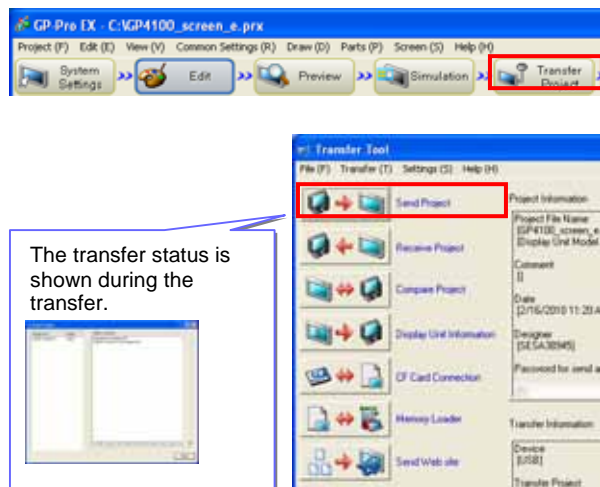 GP-Pro EX - C:\GP4100_screen_e.prx
Project (F) Edit (E) View (V) Common Settings (R) Draw (D) Parts (P) Screen (S) Help (H)
System Settings
Edit
Preview
Simulation
Transfer Project
Transfer Tool
File (F) Transfer (T) Settings (S) Help (H)
Send Project
Receive Project
Compare Project
Display Unit Information
CF Card Connection
Memory Loader
Send Web site
Project Information
Project File Name
[GP4100_screen_e
[Display Unit Model
Comment
[]
Date
[2/16/2010 11:20 A
Designer
[SESA38945]
Password for send a
Transfer Information
Device
[USB]
Transfer Project
The transfer status is
shown during the
transfer.